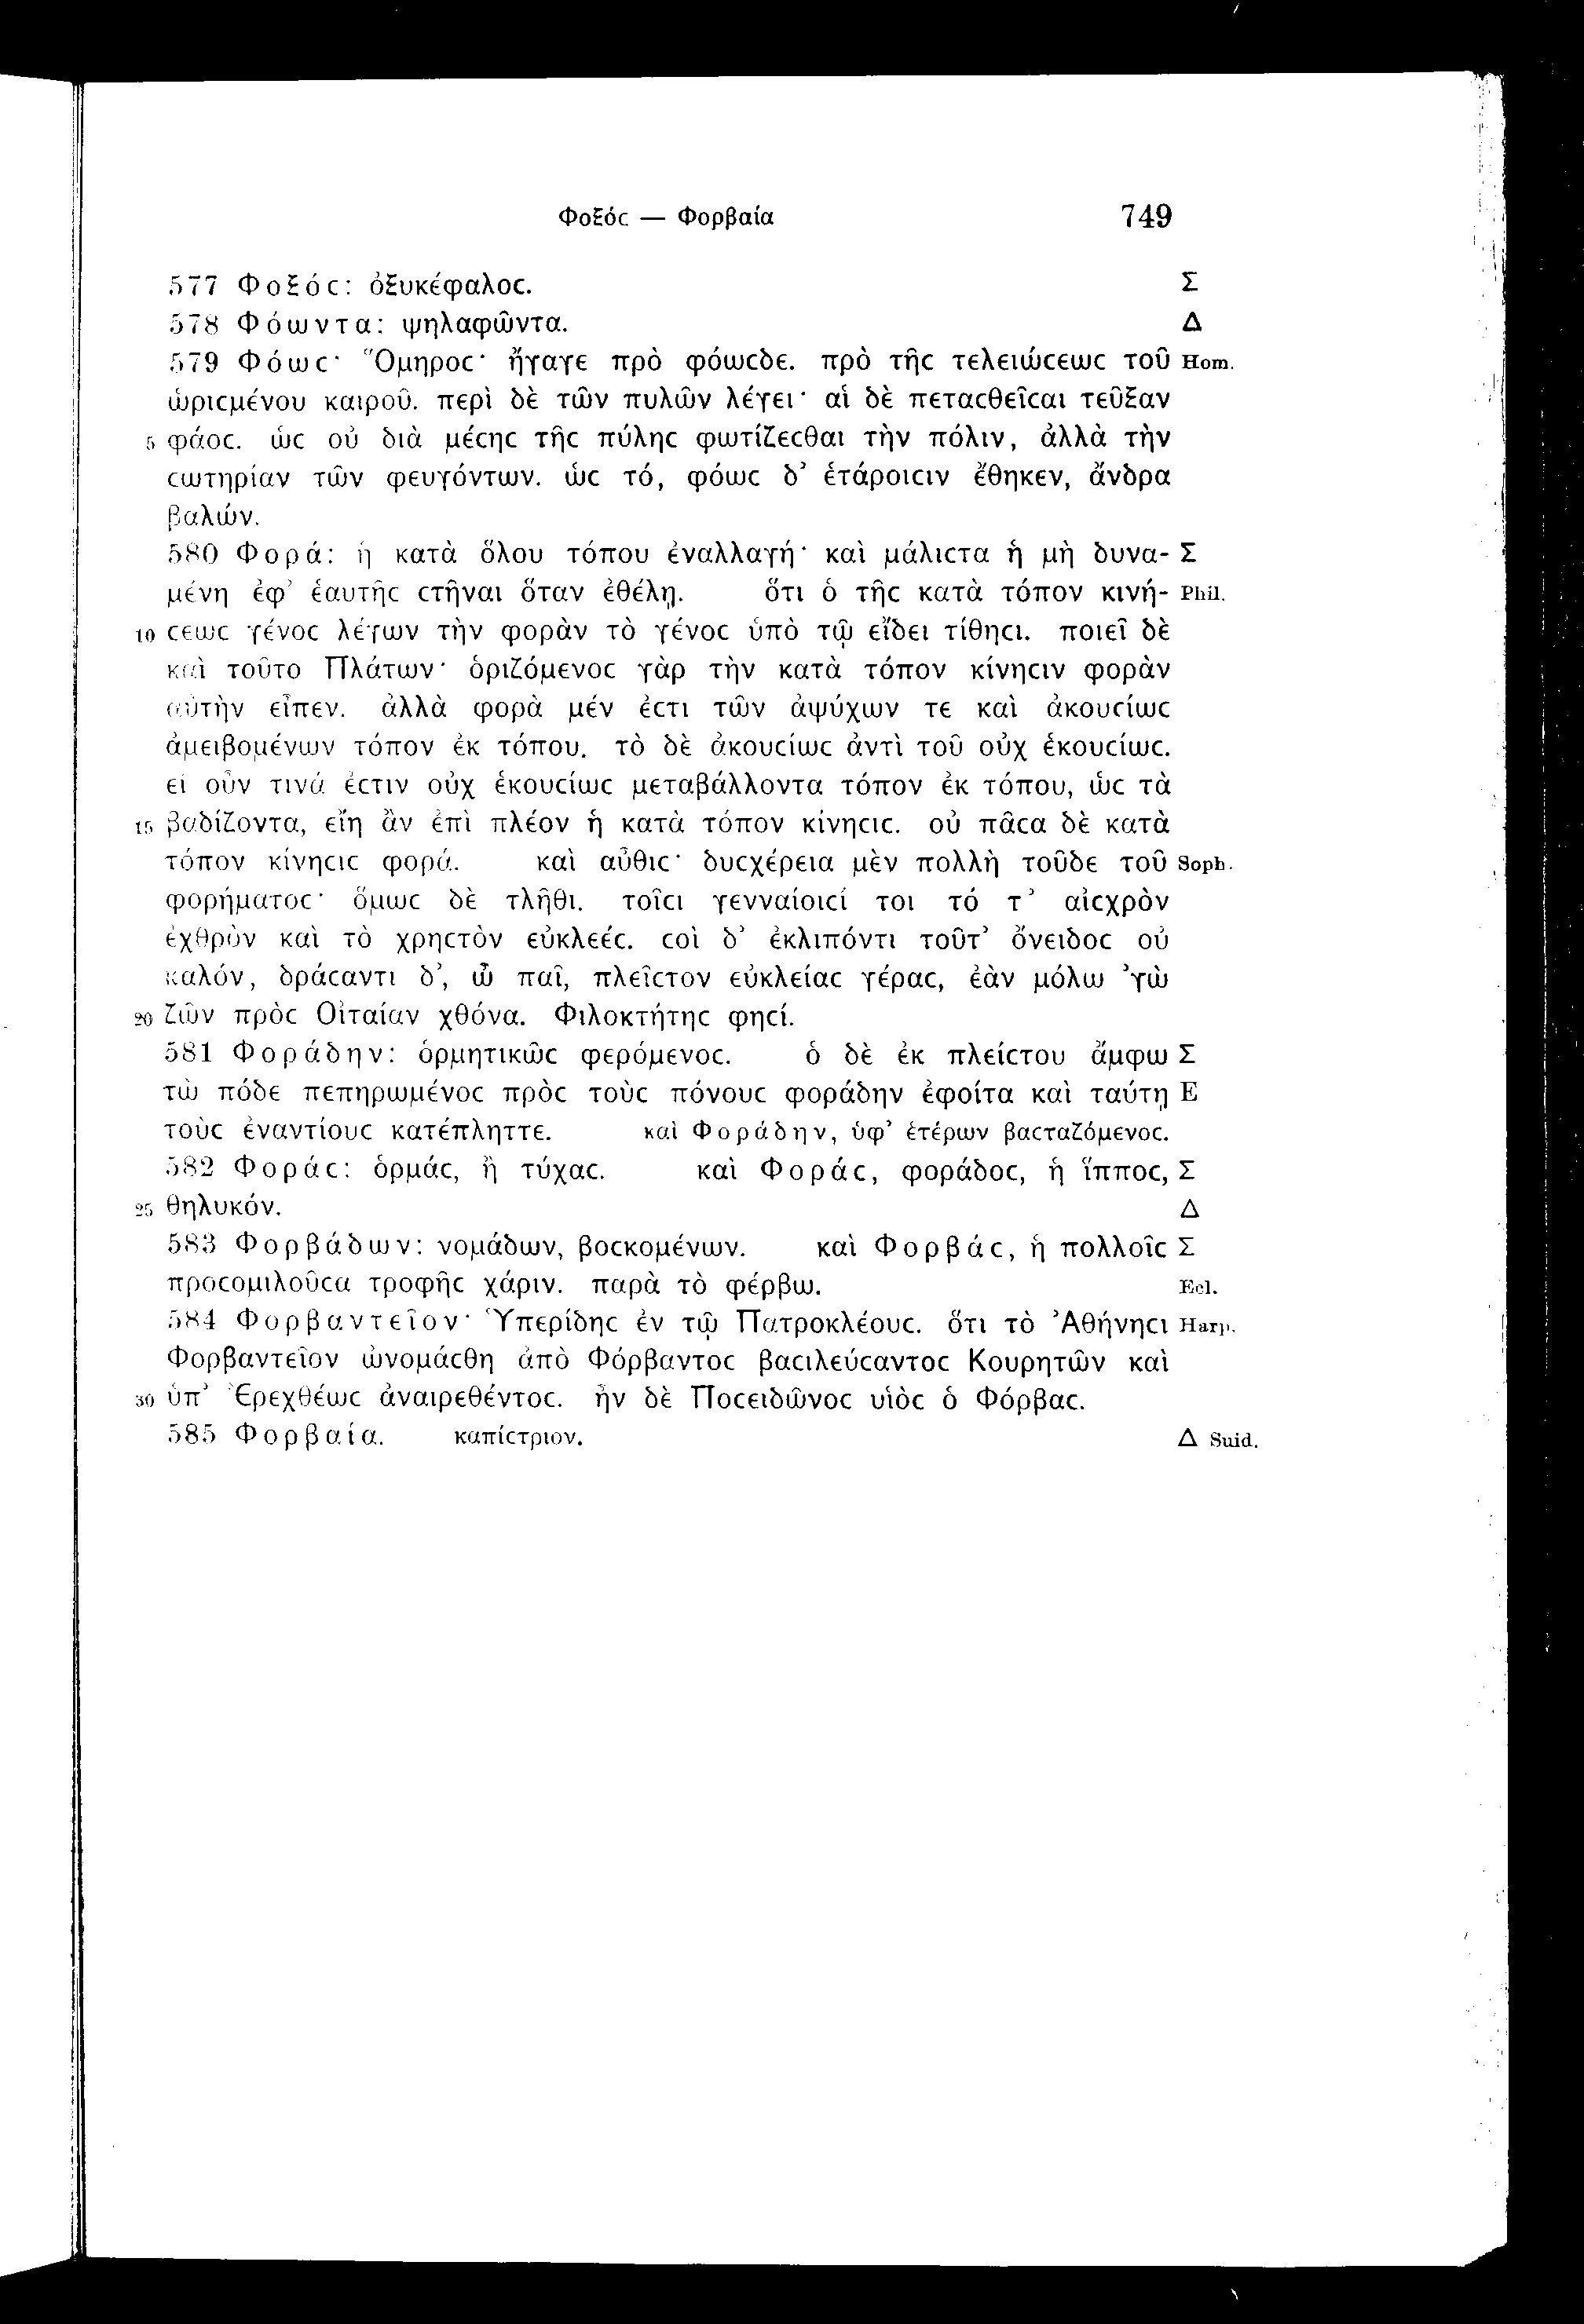 Φοξόϲ — Φορβαία 749
577 Φοξόϲ: ὀξυκέφαλοϲ. Σ
578 Φόωντα: ψηλαφῶντα. Δ
579 Φόωϲ· Ὅμηροϲ· ἤγαγε πρὸ φόωϲδε. πρὸ τῆϲ τελειώϲεωϲ τοῦ Hom.
ὡριϲμένου καιροῦ. περὶ δὲ τῶν πυλῶν λέγει· αἱ δὲ πεταϲθεῖϲαι τεῦξαν
5 φάοϲ. ὡϲ οὐ διὰ μέϲηϲ τῆϲ πύληϲ φωτίζεϲθαι τὴν πόλιν, ἀλλὰ τὴν
ϲωτηρίαν τῶν φευγόντων. ὡϲ τό, φόωϲ δ’ ἑτάροιϲιν ἔθηκεν, ἄνδρα
βαλών.
580 Φορά: ἡ κατὰ ὅλου τόπου ἐναλλαγή· καὶ μάλιϲτα ἡ μὴ δυνα- Σ
μένη ἐφ’ ἑαυτῆϲ ϲτῆναι ὅταν ἐθέλῃ. ὅτι ὁ τῆϲ κατὰ τόπον κινή- Phil.
10 ϲεωϲ γένοϲ λέγων τὴν φορὰν τὸ γένοϲ ὑπὸ τῷ εἴδει τίθηϲι. ποιεῖ δὲ
καὶ τοῦτο Πλάτων· ὁριζόμενοϲ γὰρ τὴν κατὰ τόπον κίνηϲιν φορὰν
αὐτὴν εἶπεν. ἀλλὰ φορὰ μέν ἐϲτι τῶν ἀψύχων τε καὶ ἀκουϲίωϲ
ἀμειβομένων τόπον ἐκ τόπου. τὸ δὲ ἀκουϲίωϲ ἀντὶ τοῦ οὐχ ἑκουϲίωϲ.
εἰ οὖν τινά ἐϲτιν οὐχ ἑκουϲίωϲ μεταβάλλοντα τόπον ἐκ τόπου, ὡϲ τὰ
15 βαδίζοντα, εἴη ἂν ἐπὶ πλέον ἡ κατὰ τόπον κίνηϲιϲ. οὐ πᾶϲα δὲ κατὰ
τόπον κίνηϲιϲ φορά. καὶ αὖθιϲ· δυϲχέρεια μὲν πολλὴ τοῦδε τοῦ Soph.
φορήματοϲ· ὅμωϲ δὲ τλῆθι. τοῖϲι γενναίοιϲί τοι τό τ’ αἰϲχρὸν
ἐχθρὸν καὶ τὸ χρηϲτὸν εὐκλεέϲ. ϲοὶ δ’ ἐκλιπόντι τοῦτ’ ὄνειδοϲ οὐ
καλόν, δράϲαντι δ’, ὦ παῖ, πλεῖϲτον εὐκλείαϲ γέραϲ, ἐὰν μόλω ’γὼ
20 ζῶν πρὸϲ Οἰταίαν χθόνα. Φιλοκτήτηϲ φηϲί.
581 Φοράδην: ὁρμητικῶϲ φερόμενοϲ. ὁ δὲ ἐκ πλείϲτου ἄμφω Σ
τὼ πόδε πεπηρωμένοϲ πρὸϲ τοὺϲ πόνουϲ φοράδην ἐφοίτα καὶ ταύτῃ E
τοὺϲ ἐναντίουϲ κατέπληττε. καὶ Φοράδην, ὑφ’ ἑτέρων βαϲταζόμενοϲ.
582 Φοράϲ: ὁρμάϲ, ἢ τύχαϲ. καὶ Φοράϲ, φοράδοϲ, ἡ ἵπποϲ, Σ
25 θηλυκόν. Δ
583 Φορβάδων: νομάδων, βοϲκομένων. καὶ Φορβάϲ, ἡ πολλοῖϲ Σ
προϲομιλοῦϲα τροφῆϲ χάριν. παρὰ τὸ φέρβω. Ecl.
584 Φορβαντεῖον· Ὑπερίδηϲ ἐν τῷ Πατροκλέουϲ. ὅτι τὸ Ἀθήνηϲι Harp.
Φορβαντεῖον ὠνομάϲθη ἀπὸ Φόρβαντοϲ βαϲιλεύϲαντοϲ Κουρητῶν καὶ
30 ὑπ’ Ἐρεχθέωϲ ἀναιρεθέντοϲ. ἦν δὲ Ποϲειδῶνοϲ υἱὸϲ ὁ Φόρβαϲ.
585 Φορβαία. καπίϲτριον. Δ Suid.